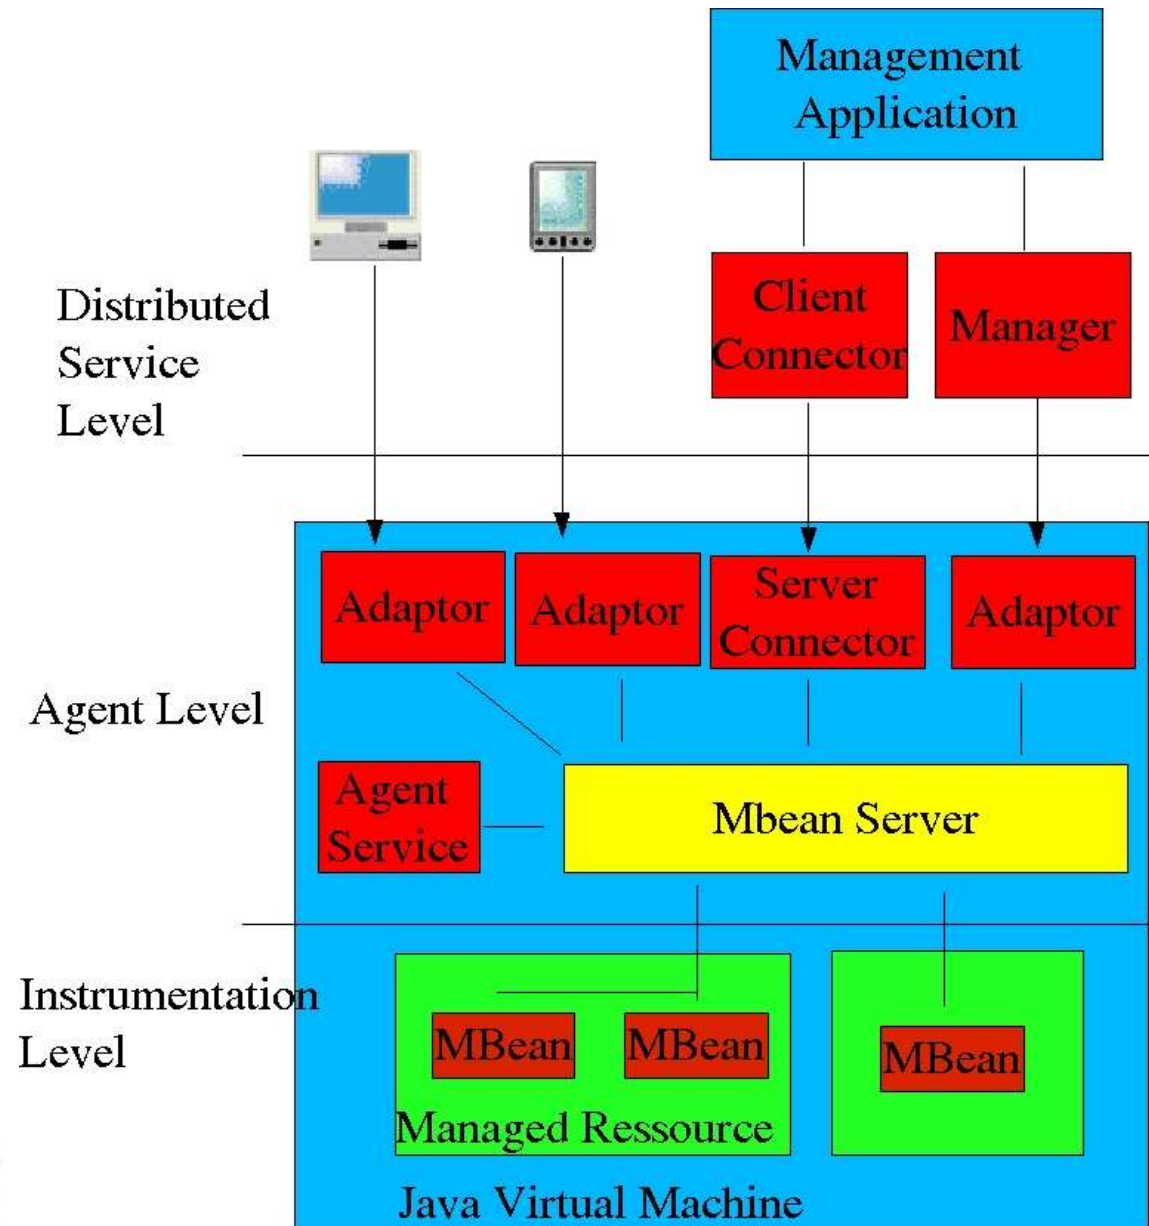 Management
Application
Distributed
Service
Level
Client
Connector
Manager
Adaptor
Adaptor
Server
Connector
Adaptor
Agent Level
Agent
Service
Mbean Server
Instrumentation
Level
MBean
MBean
MBean
Managed Ressource
Java Virtual Machine